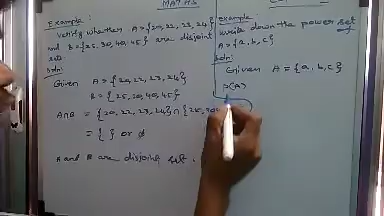 MATHS
Example:
Verify whether A = {20, 22, 23, 24}
and B = {25, 30, 40, 45} are disjoint
sets.
Soln:
Given A = {20, 22, 23, 24}
B = {25, 30, 40, 45}
A∩B = {20, 22, 23, 24} ∩ {25, 30
= { } or ϕ
A and B are disjoint set.
Example:
Write down the power set
of
A = {a, b, c}
Soln:
Given A = {a, b, c}
P(A)